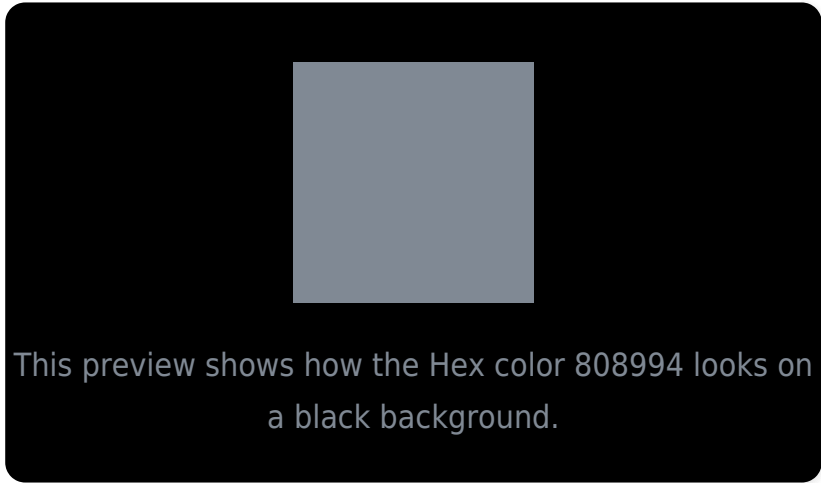 This preview shows how the Hex color 808994 looks on
a black background.